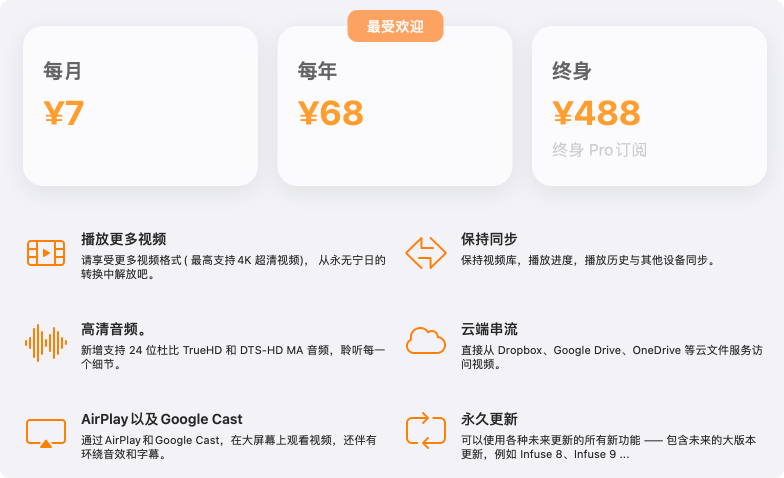 最受欢迎
每月
¥7
每年
¥68
终身
¥488
终身 Pro订阅
播放更多视频
请享受更多视频格式 ( 最高支持4K 超清视频)， 从永无宁日的
转换中解放吧。
保持同步
保持视频库，播放进度，播放历史与其他设备同步。
高清音频。
新增支持 24 位杜比 TrueHD 和 DTS-HD MA 音频，聆听每一
个细节。
云端串流
直接从 Dropbox、Google Drive、OneDrive 等云文件服务访
问视频。
AirPlay以及Google Cast
通过AirPlay和Google Cast，在大屏幕上观看视频，还伴有
环绕音效和字幕。
永久更新
可以使用各种未来更新的所有新功能 —— 包含未来的大版本
更新，例如 Infuse 8、Infuse 9 ...